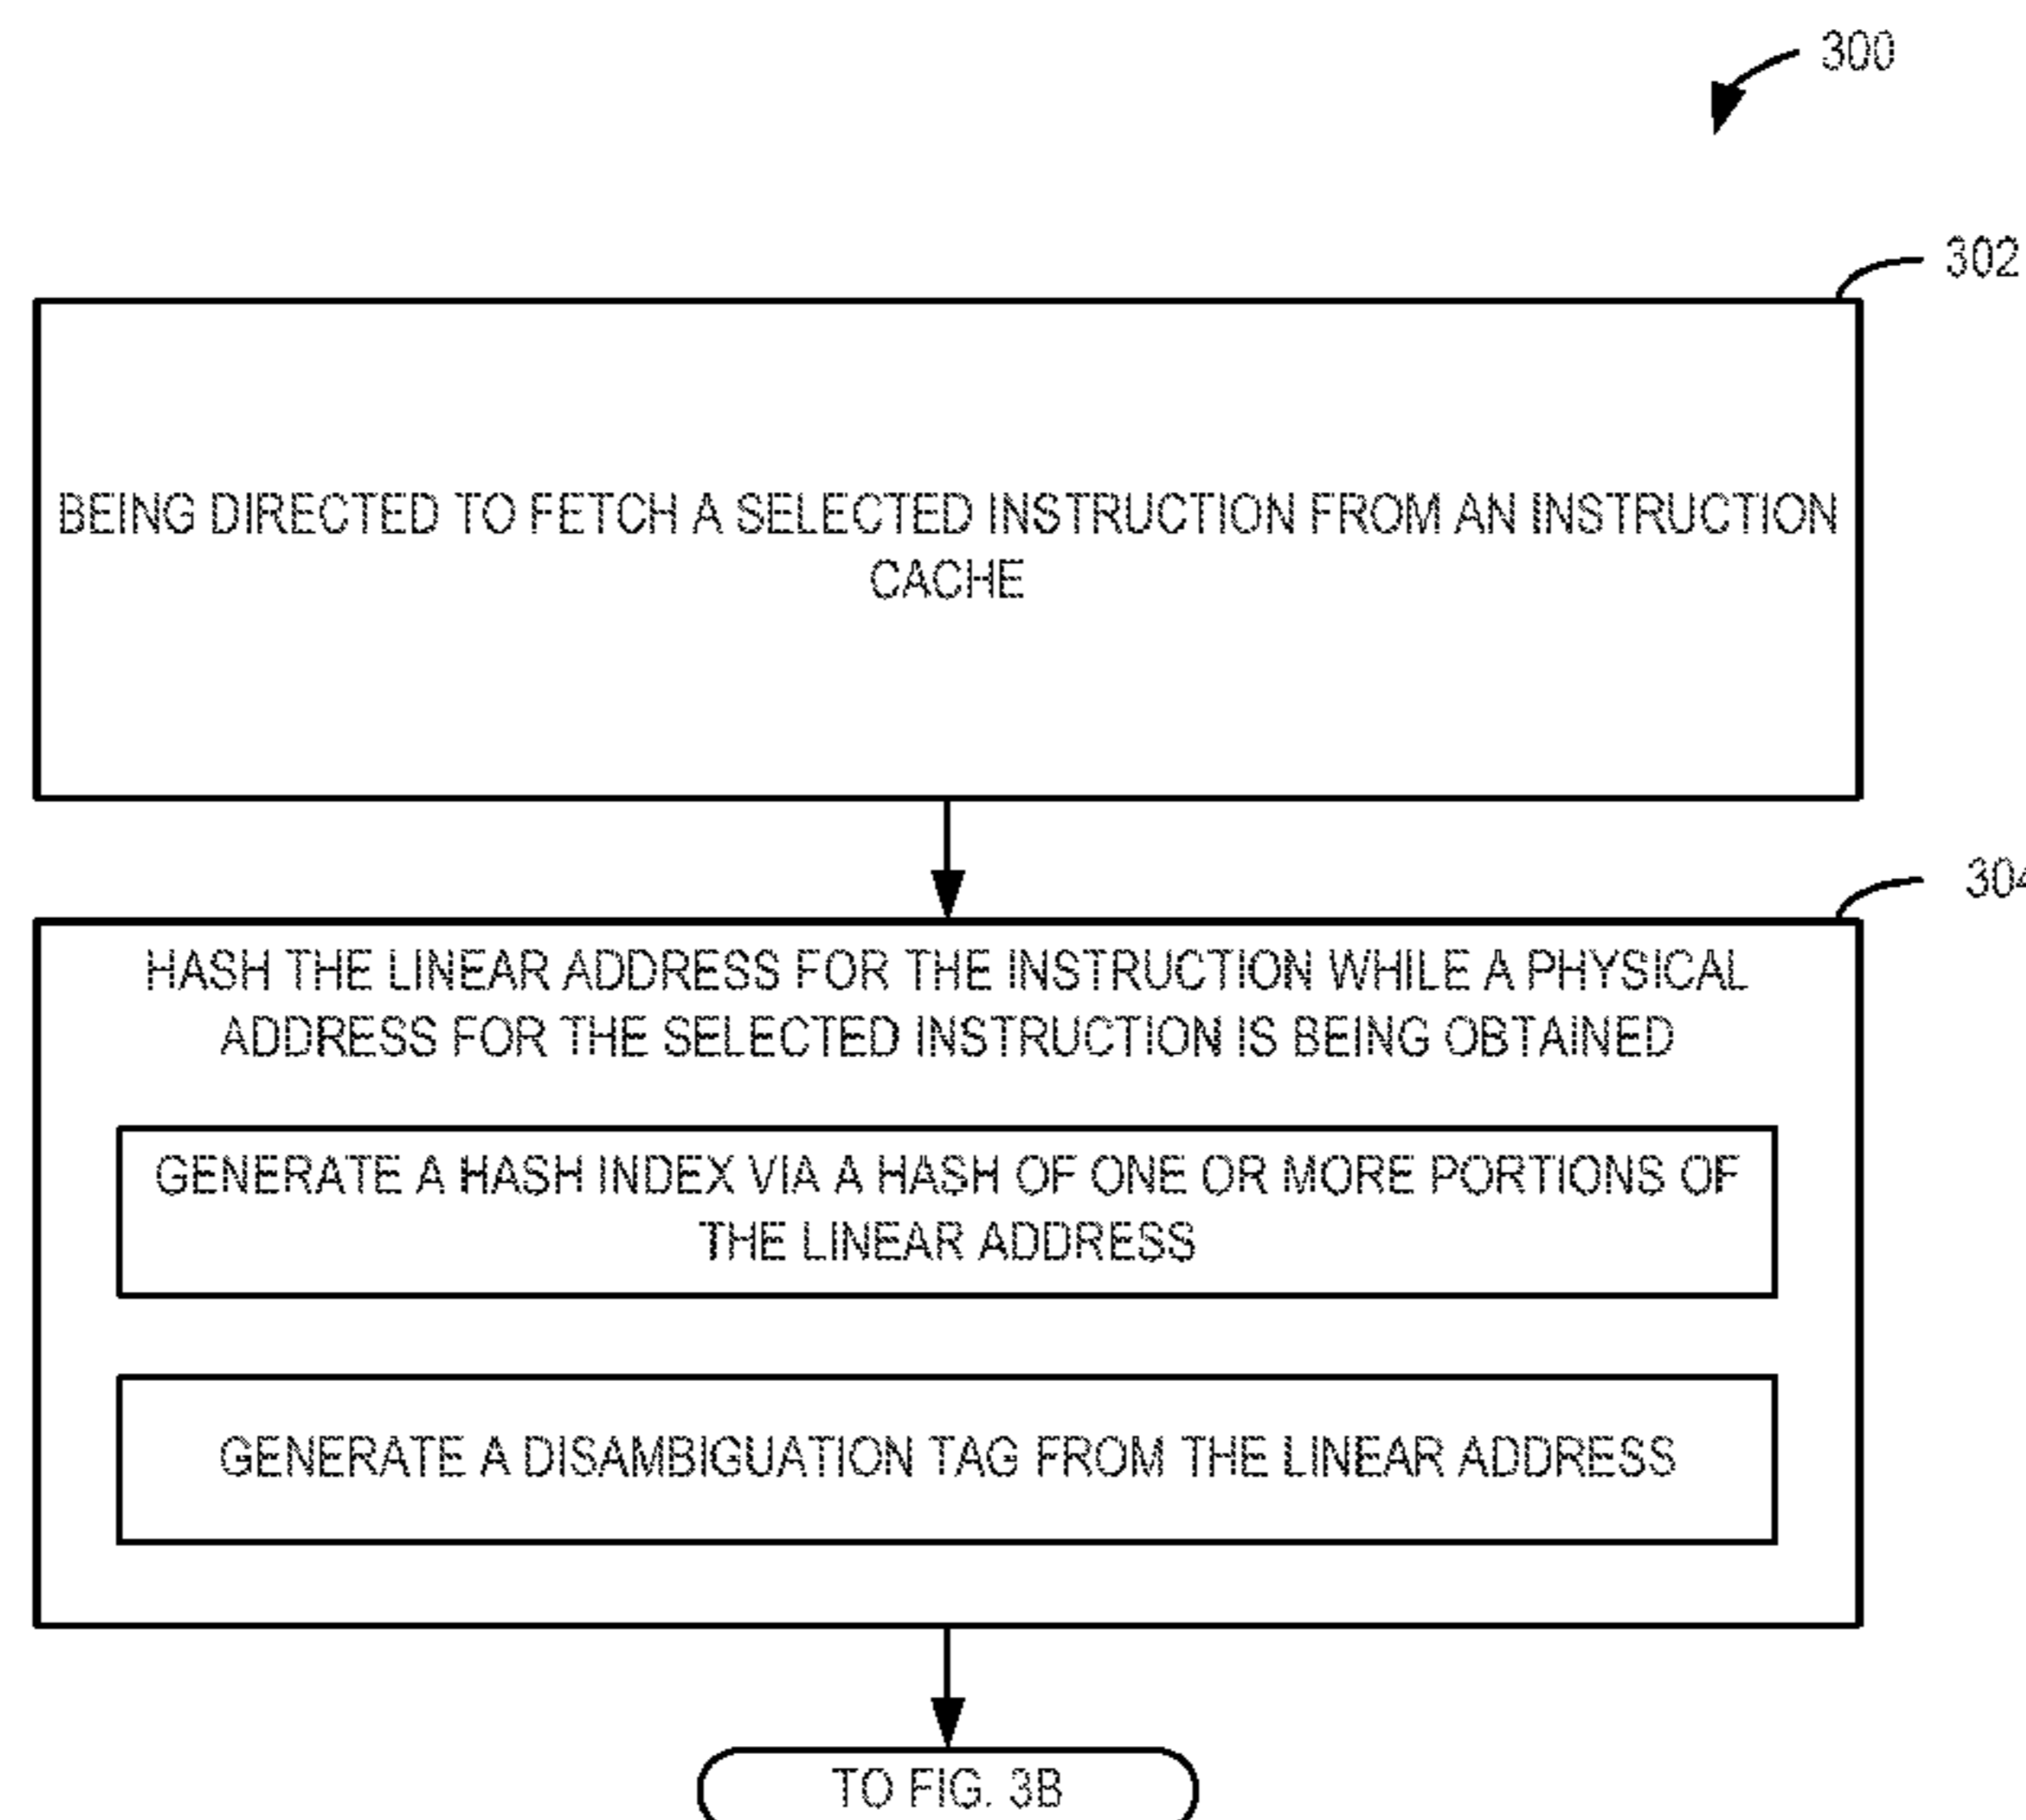 300
302
BEING DIRECTED TO FETCH A SELECTED INSTRUCTION FROM AN INSTRUCTION
CACHE
304
HASH THE LINEAR ADDRESS FOR THE INSTRUCTION WHILE A PHYSICAL
ADDRESS FOR THE SELECTED INSTRUCTION IS BEING OBTAINED
GENERATE A HASH INDEX VIA A HASH OF ONE OR MORE PORTIONS OF
THE LINEAR ADDRESS
GENERATE A DISAMBIGUATION TAG FROM THE LINEAR ADDRESS
TO FIG. 3B